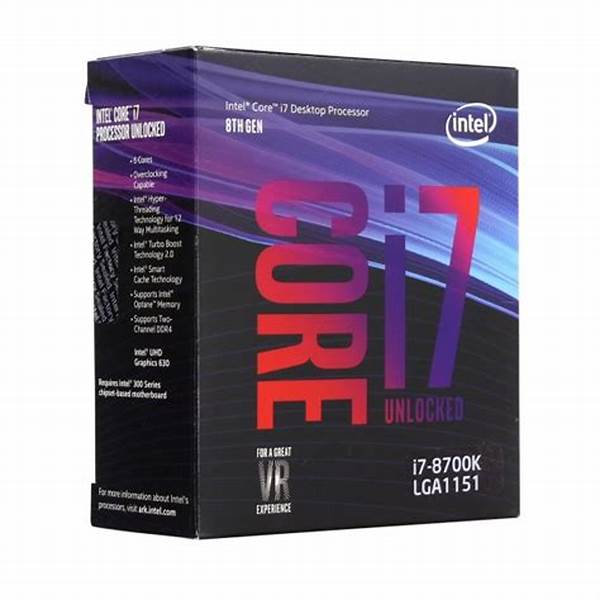 INTEL® CORE™ i7
PROCESSOR UNLOCKED
• 6 Cores
• Overclocking
Capable
• Intel® Hyper-
Threading
Technology for 12
Way Multitasking
• Intel® Turbo Boost
Technology 2.0
• Intel® Smart
Cache Technology
• Supports Intel®
Optane™ Memory
• Supports Two-
Channel DDR4
Intel® UHD
Graphics 630
Requires Intel® 300 Series
chipset-based motherboard
For more information about Intel's
processors, visit ark.intel.com
Intel® Core™ i7 Desktop Processor
8TH GEN
intel
CORE
i7
UNLOCKED
FOR A GREAT
VR
EXPERIENCE
i7-8700K
LGA1151